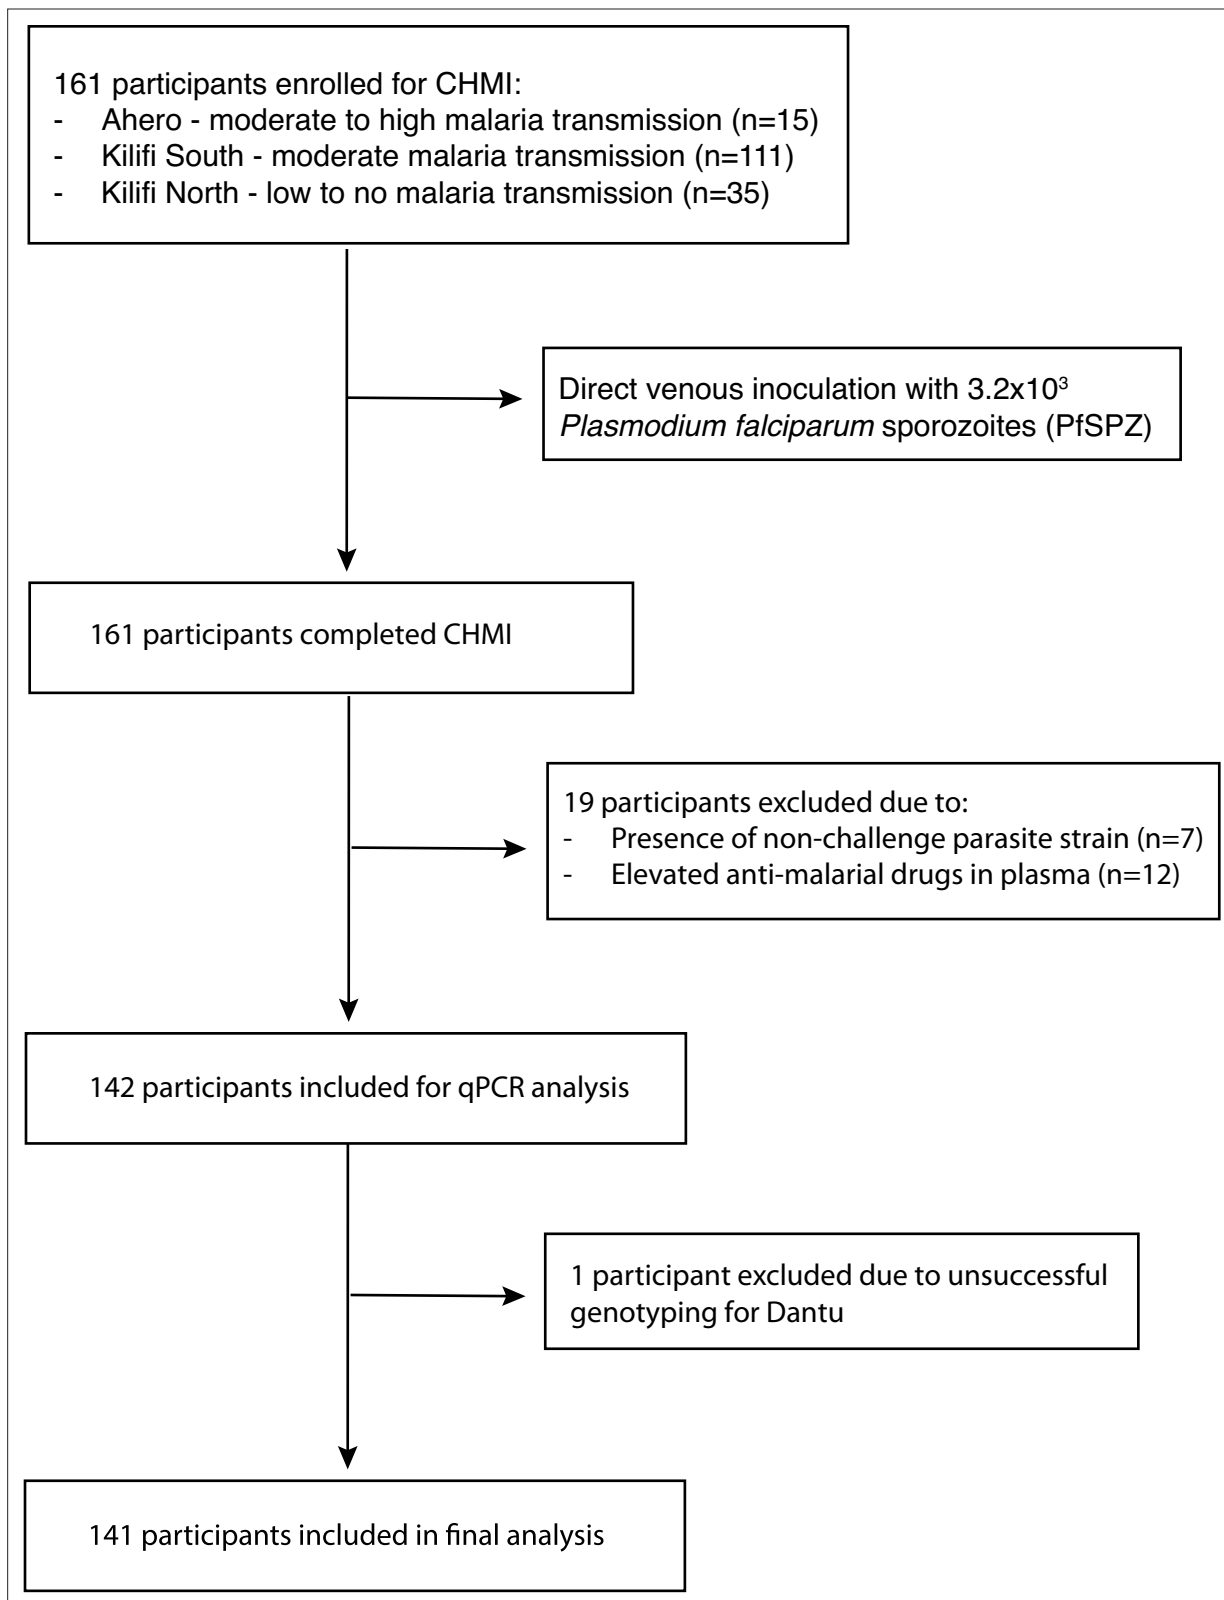 161 participants enrolled for CHMI:
- Ahero - moderate to high malaria transmission (n=15)
- Kilifi South - moderate malaria transmission (n=111)
- Kilifi North - low to no malaria transmission (n=35)
Direct venous inoculation with 3.2x10³
Plasmodium falciparum sporozoites (PfSPZ)
161 participants completed CHMI
19 participants excluded due to:
- Presence of non-challenge parasite strain (n=7)
- Elevated anti-malarial drugs in plasma (n=12)
142 participants included for qPCR analysis
1 participant excluded due to unsuccessful
genotyping for Dantu
141 participants included in final analysis